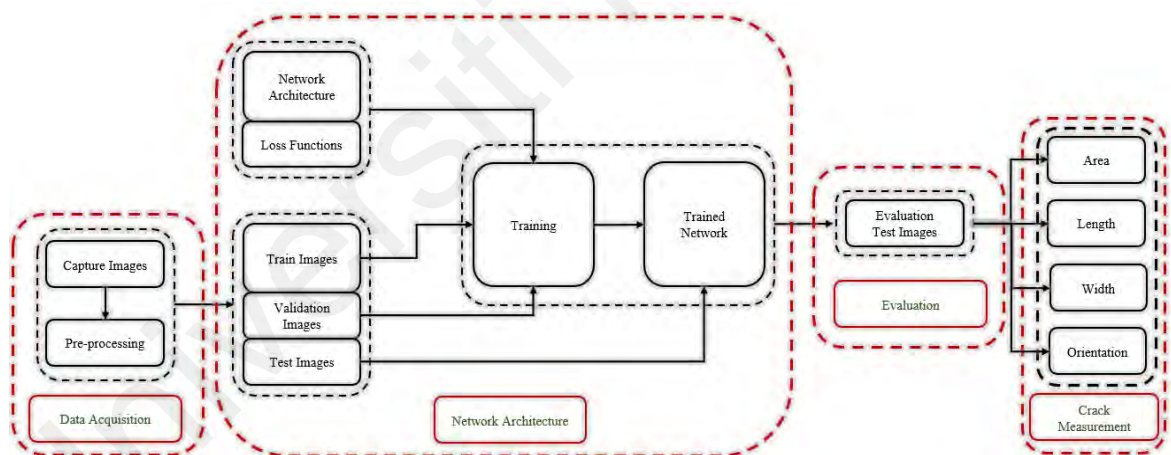 Capture Images
Pre-processing
Data Acquisition
Network
Architecture
Loss Functions
Train Images
Validation
Images
Test Images
Training
Trained
Network
Network Architecture
Evaluation
Test Images
Evaluation
Area
Length
Width
Orientation
Crack
Measurement
Universiti